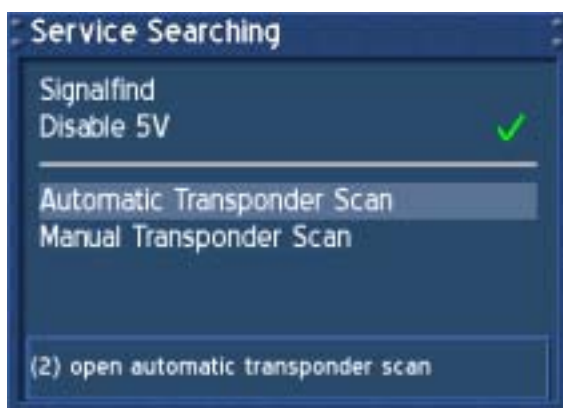 Service Searching
Signalfind
Disable 5V
Automatic Transponder Scan
Manual Transponder Scan
(2) open automatic transponder scan